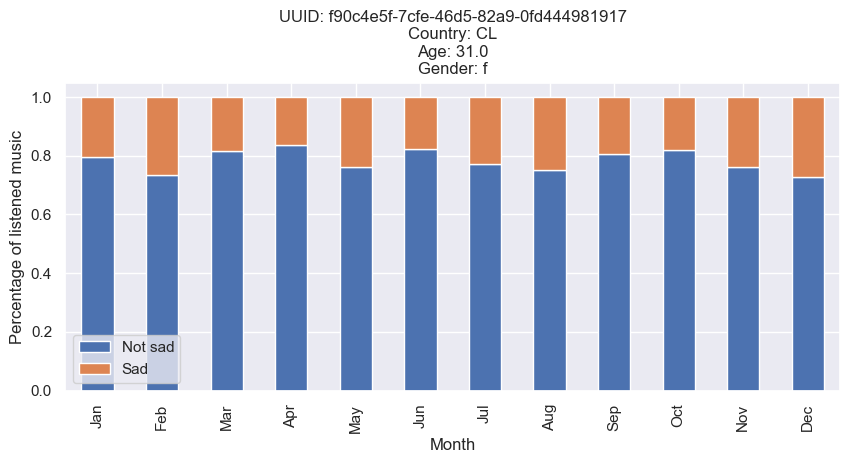 UUID: f90c4e5f-7cfe-46d5-82a9-0fd444981917
Country: CL
Age: 31.0
Gender: f
Percentage of listened music
1.0
0.8
0.6
0.4
0.2
0.0
Not sad
Sad
Jan
Feb
Mar
Apr
May
Jun
Jul
Aug
Sep
Oct
Nov
Dec
Month